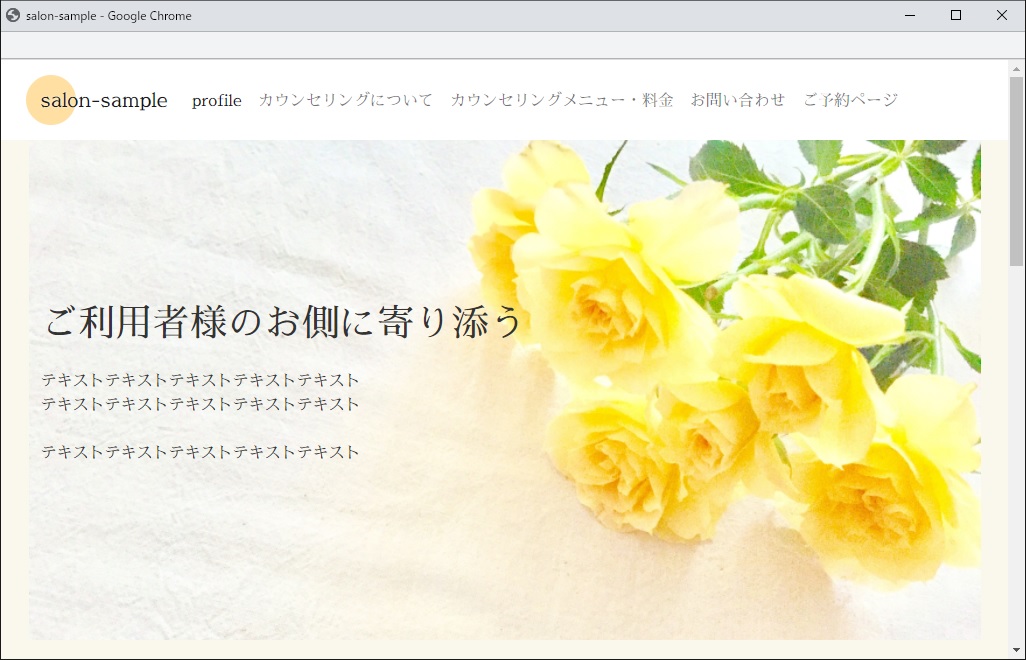 salon-sample - Google Chrome
salon-sample profile カウンセリングについて カウンセリングメニュー・料金 お問い合わせ ご予約ページ
ご利用者様のお側に寄り添う
テキストテキストテキストテキストテキスト
テキストテキストテキストテキストテキスト
テキストテキストテキストテキストテキスト